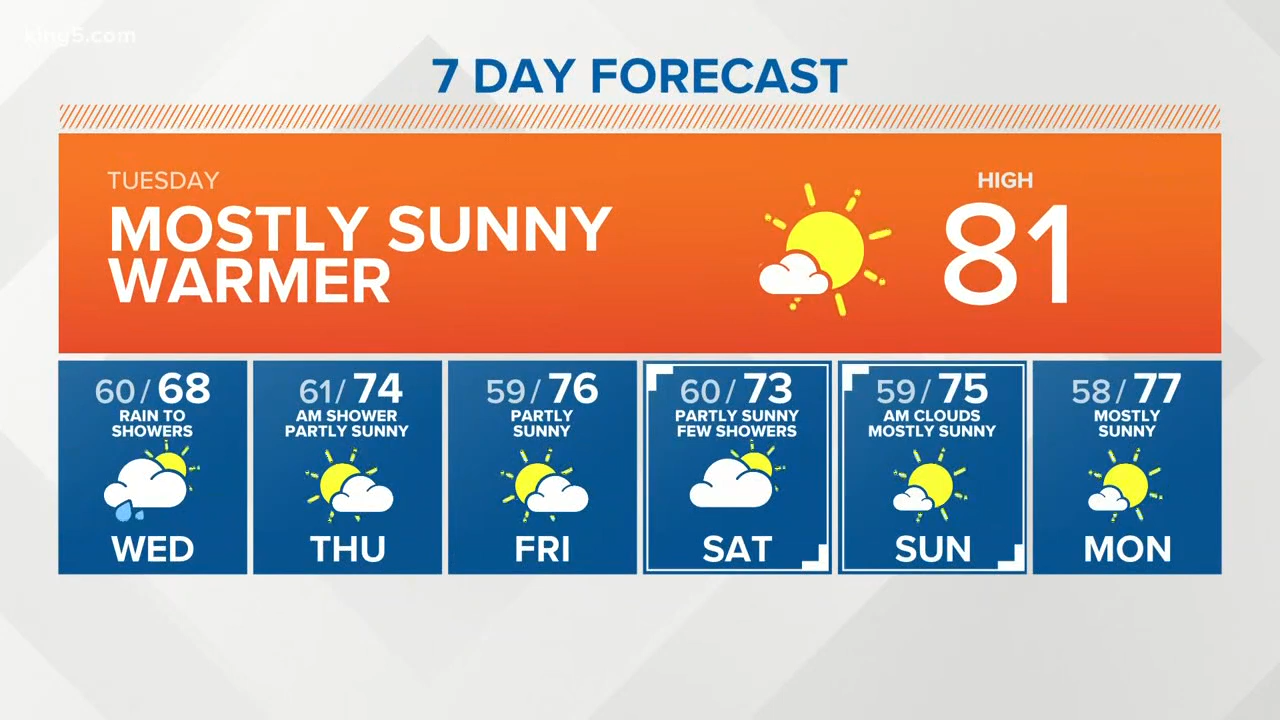 king5.com
7 DAY FORECAST
TUESDAY
MOSTLY SUNNY
WARMER
HIGH
81
60/68
RAIN TO
SHOWERS
WED
61/74
AM SHOWER
PARTLY SUNNY
THU
59/76
PARTLY
SUNNY
FRI
60/73
PARTLY SUNNY
FEW SHOWERS
SAT
59/75
AM CLOUDS
MOSTLY SUNNY
SUN
58/77
MOSTLY
SUNNY
MON